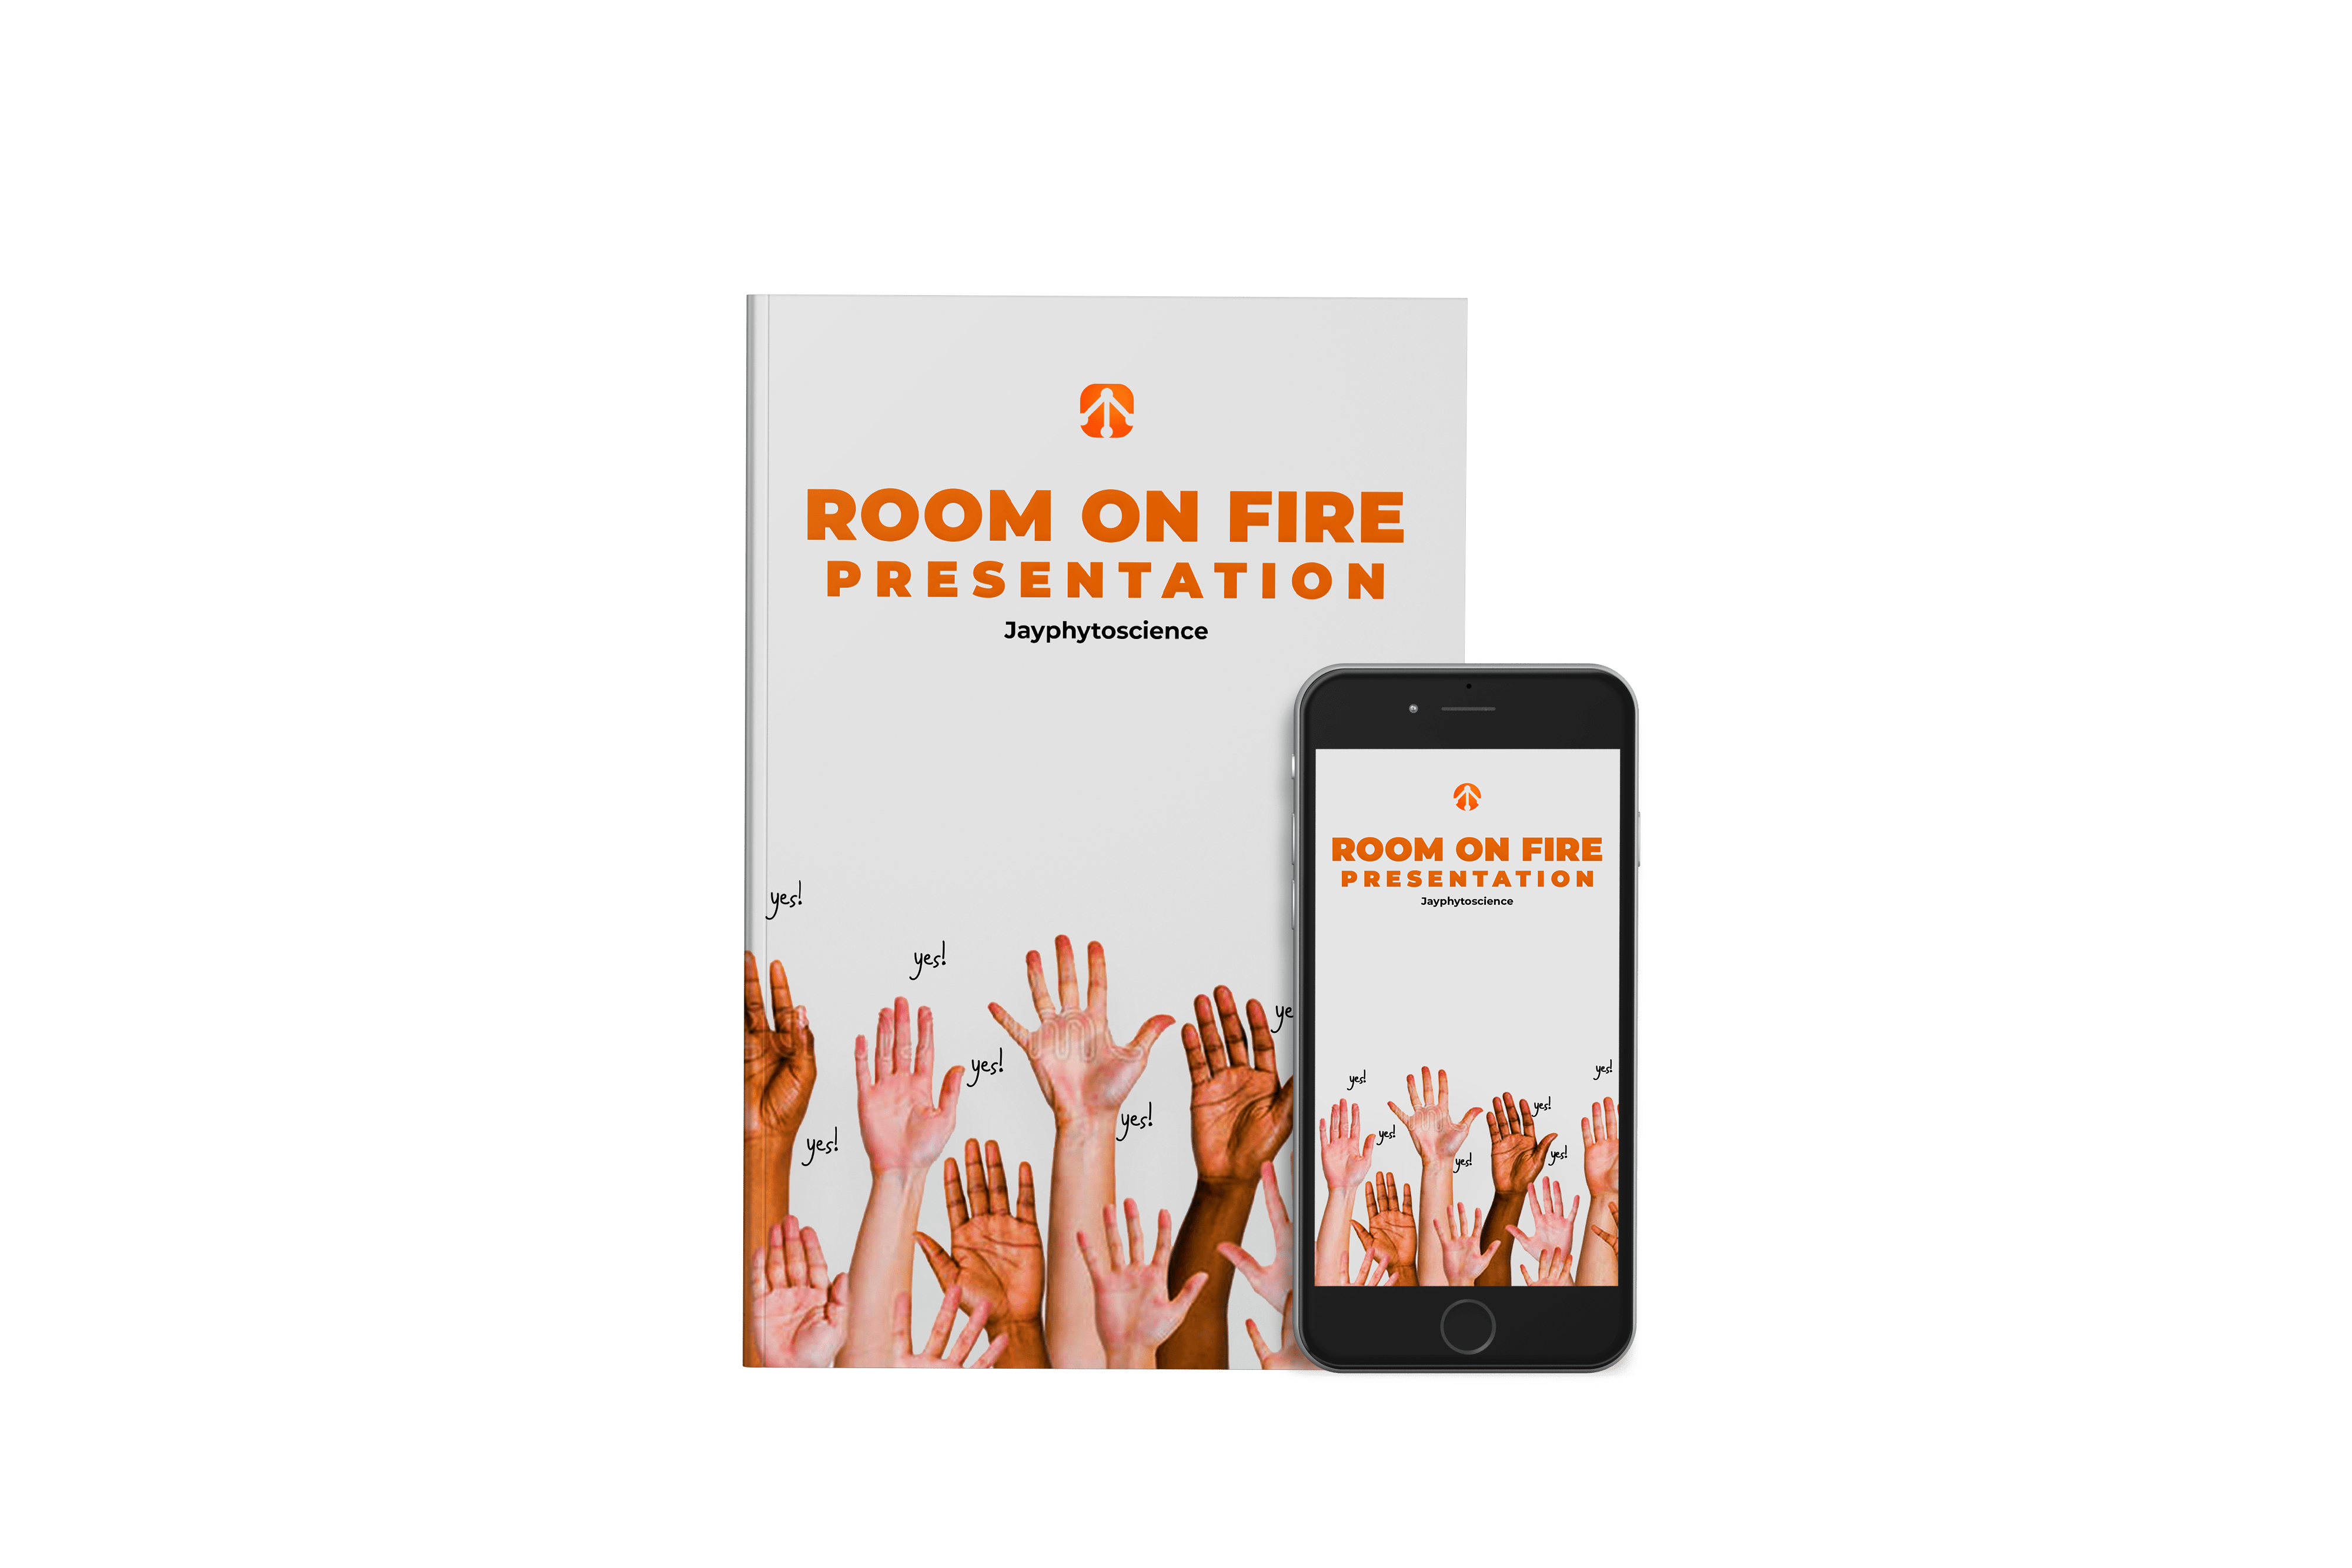 ROOM ON FIRE
PRESENTATION
Jayphytoscience
yes!
yes!
ye
yes!
yes!
yes!
ROOM ON FIRE
PRESENTATION
Jayphytoscience
yes!
yes!
yes!
yes!
yes!
yes!